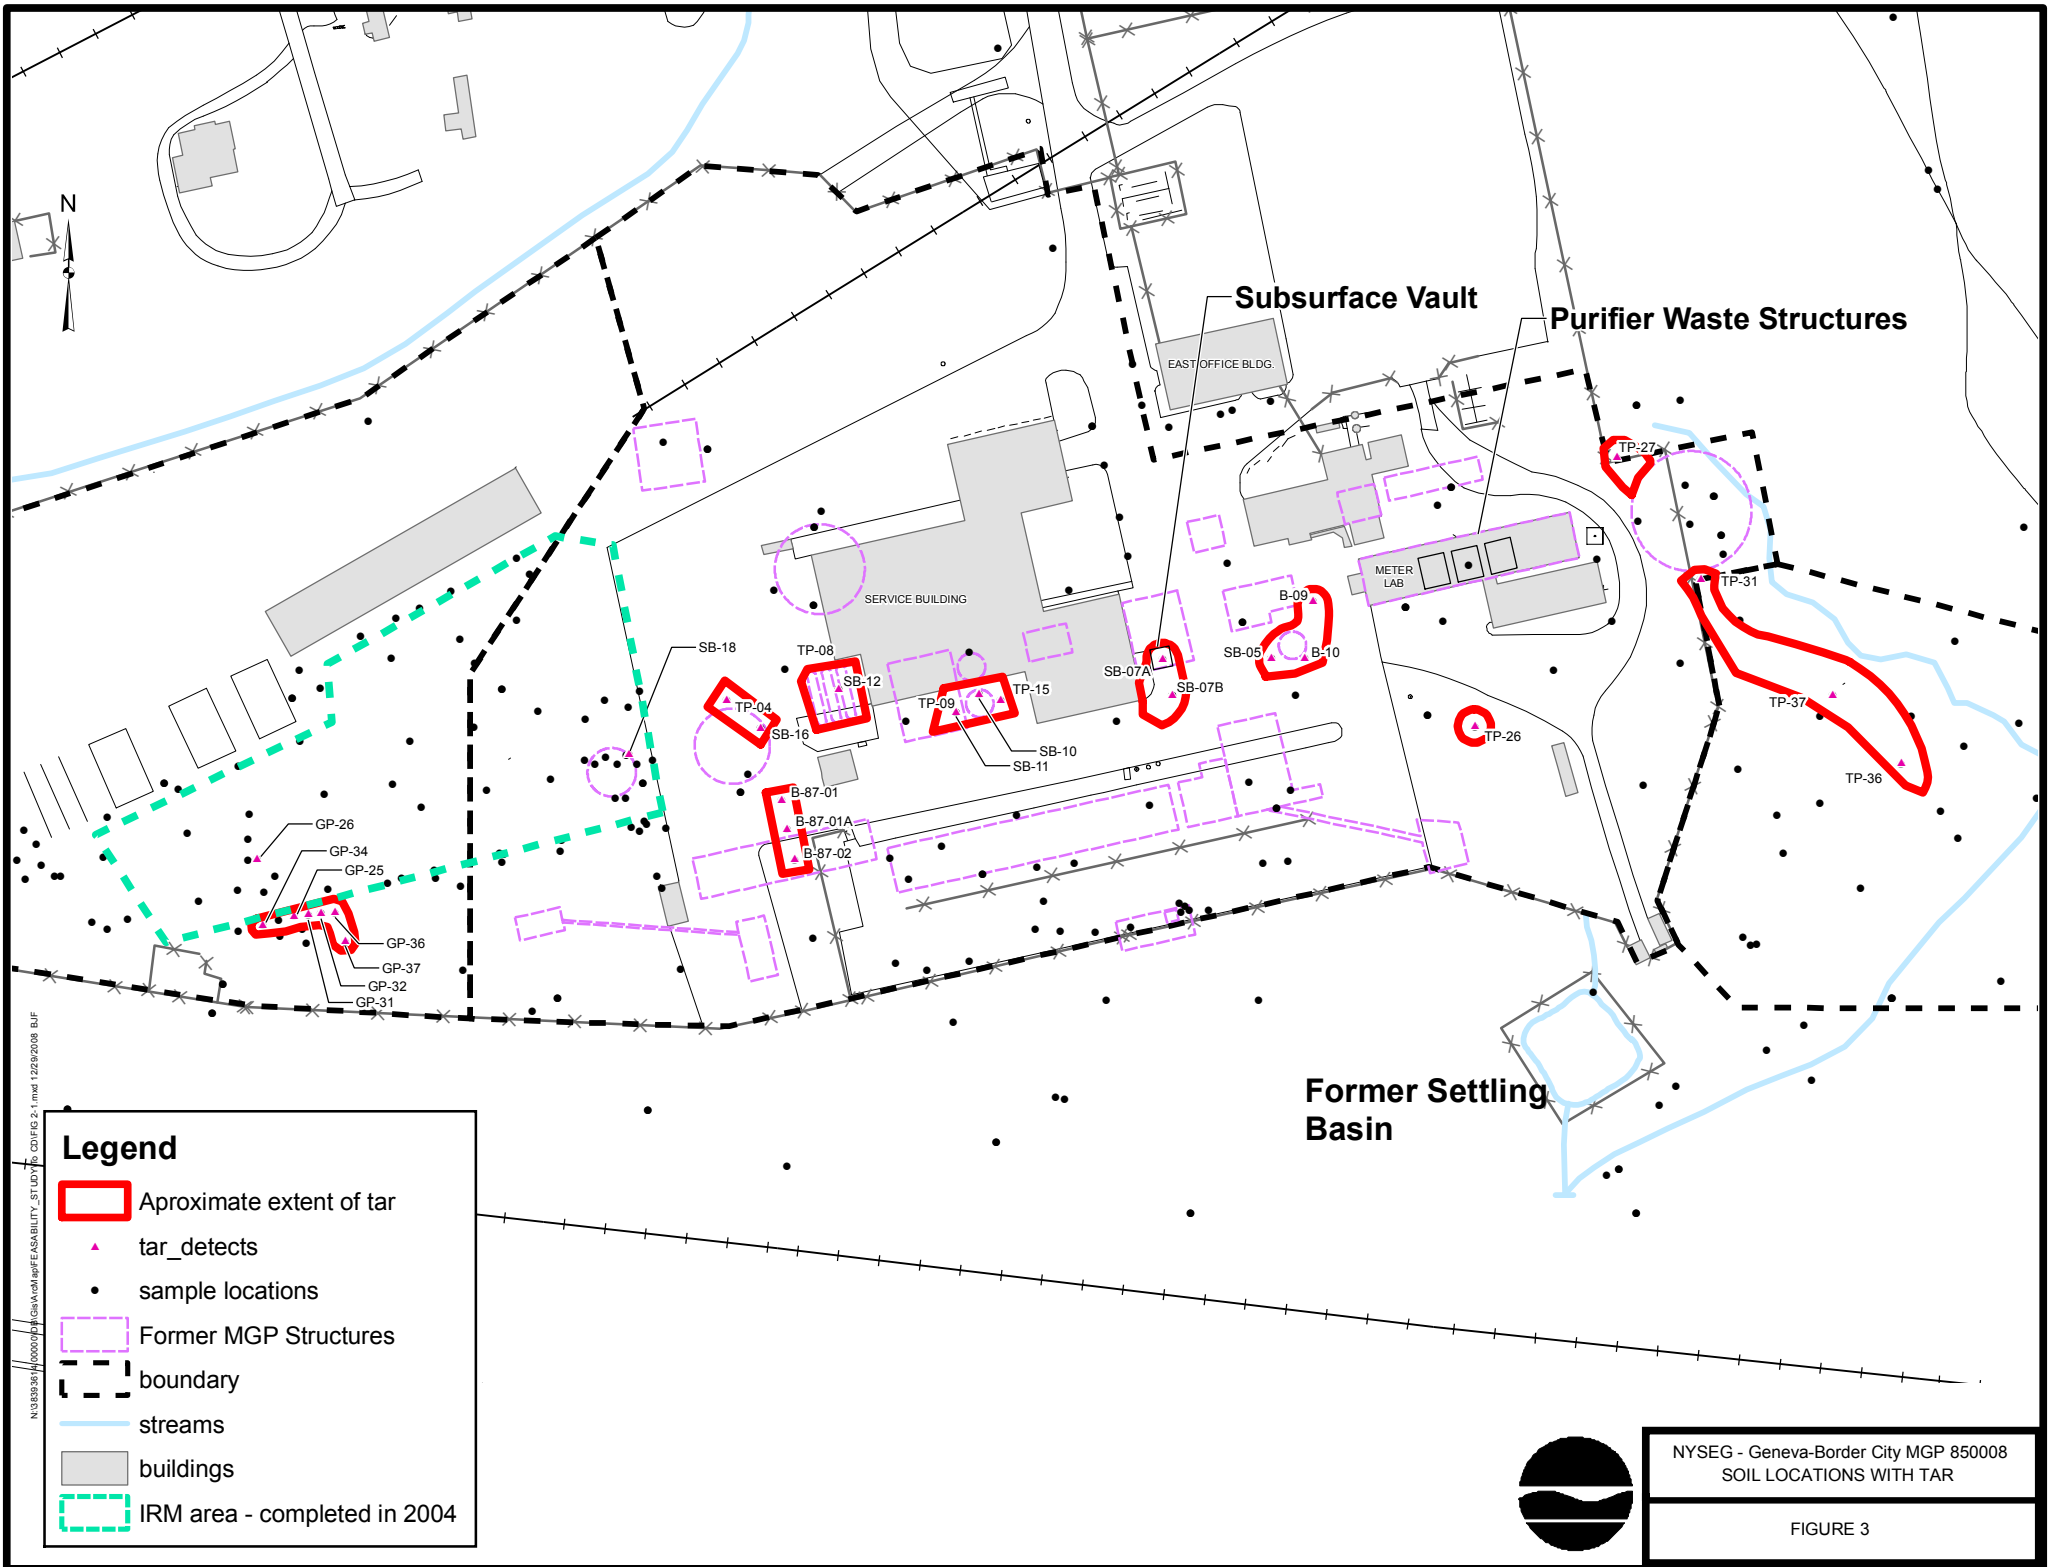 N
Subsurface Vault
Purifier Waste Structures
EAST OFFICE BLDG.
TP-27
METER
LAB
TP-31
SERVICE BUILDING
B-09
SB-18
TP-08
SB-05
B-10
SB-12
SB-07A
SB-07B
TP-04
TP-09
TP-15
TP-37
SB-16
TP-26
SB-10
SB-11
TP-36
B-87-01
B-87-01A
B-87-02
GP-26
GP-34
GP-25
GP-36
GP-37
GP-32
GP-31
Former Settling
Basin
Legend
Aproximate extent of tar
tar_detects
sample locations
Former MGP Structures
boundary
streams
buildings
IRM area - completed in 2004
NYSEG - Geneva-Border City MGP 850008
SOIL LOCATIONS WITH TAR
FIGURE 3